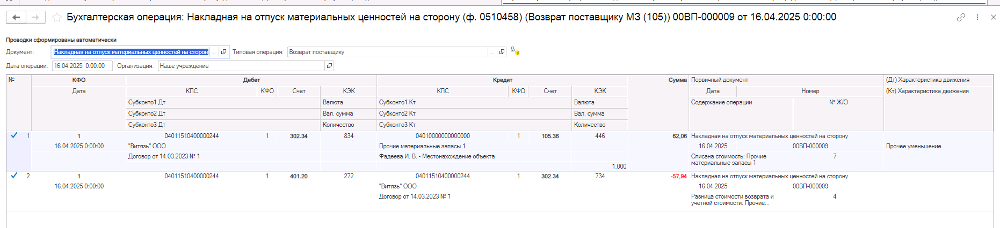 Бухгалтерская операция: Накладная на отпуск материальных ценностей на сторону (ф. 0510458) (Возврат поставщику МЗ (105)) 00ВП-000009 от 16.04.2025 0:00:00
Проводки сформированы автоматически
Документ: Накладная на отпуск материальных ценностей на сторон ... Типовая операция: Возврат поставщику ...
Дата операции: 16.04.2025 0:00:00 Организация: Наше учреждение
№ КФО Дебет Кредит Сумма Первичный документ (Дт) Характеристика движения
Дата КПС КФО Счет КЭК КПС КФО Счет КЭК Дата Номер (Кт) Характеристика движения
Субконто1 Дт Валюта Субконто1 Кт Валюта Содержание операции № Ж/О
Субконто2 Дт Вал. сумма Субконто2 Кт Вал. сумма
Субконто3 Дт Количество Субконто3 Кт Количество
1 1 04011510400000244 1 302.34 834 04010000000000000 1 105.36 446 62,06 Накладная на отпуск материальных ценностей на сторону
16.04.2025 0:00:00 "Витязь" ООО Прочие материальные запасы 1 16.04.2025 00ВП-000009 Прочее уменьшение
Договор от 14.03.2023 № 1 Фадеева И. В. - Местонахождение объекта Списана стоимость: Прочие 7
материальные запасы 1
1,000
2 1 04011510400000244 1 401.20 272 04011510400000244 1 302.34 734 -57,94 Накладная на отпуск материальных ценностей на сторону
16.04.2025 0:00:00 "Витязь" ООО 16.04.2025 00ВП-000009
Договор от 14.03.2023 № 1 Разница стоимости возврата и 4
учетной стоимости: Прочие...